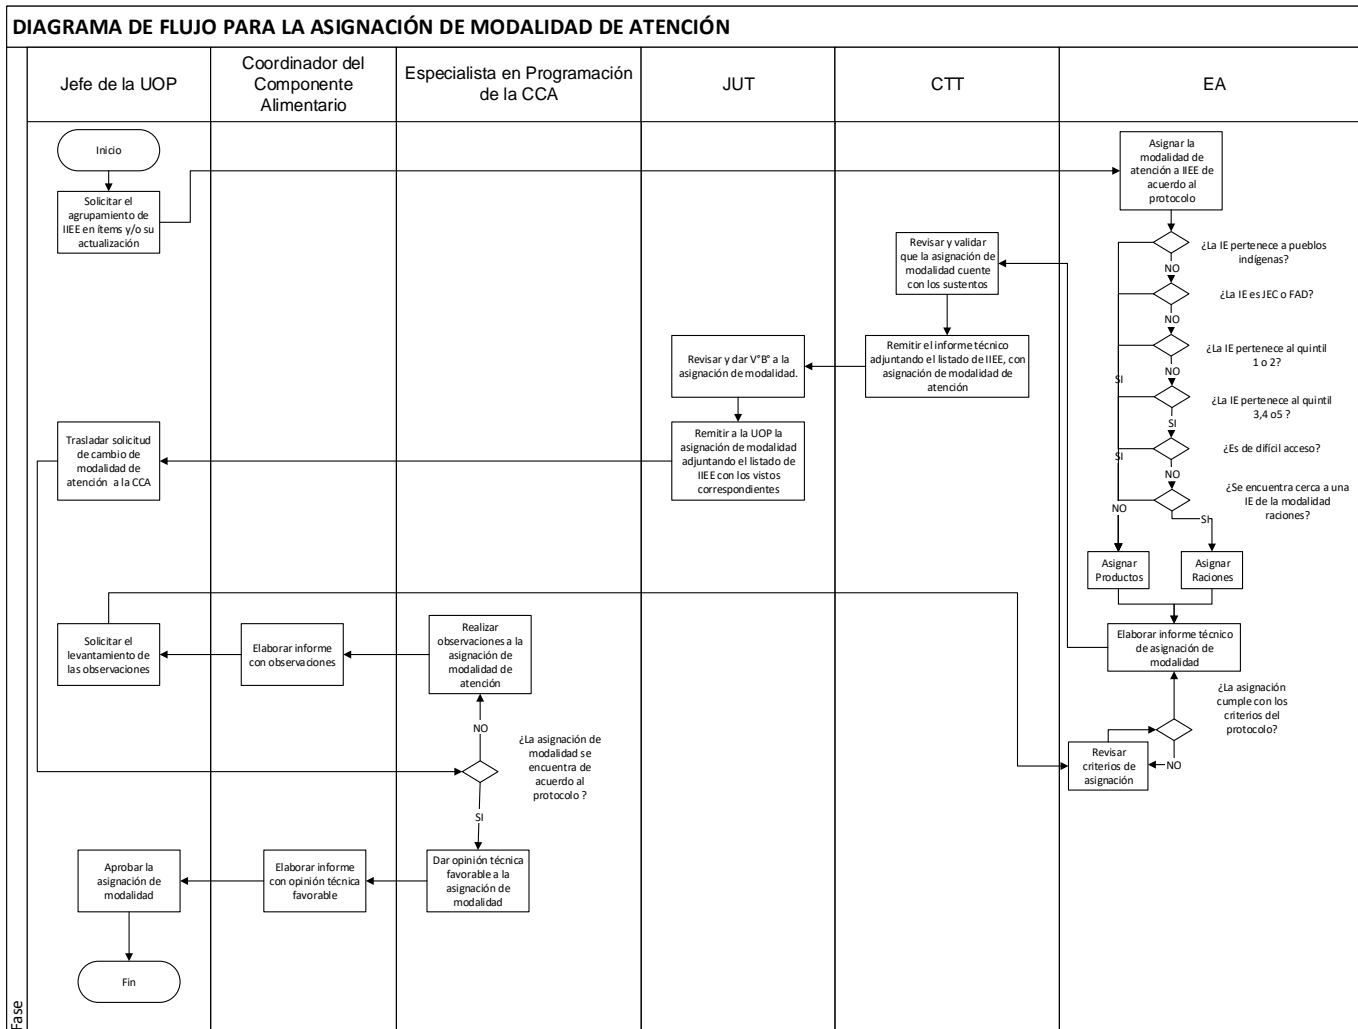 DIAGRAMA DE FLUJO PARA LA ASIGNACIÓN DE MODALIDAD DE ATENCIÓN
Jefe de la UOP
Coordinador del
Componente
Alimentario
Especialista en Programación
de la CCA
JUT
CTT
EA
Inicio
Solicitar el
agrupamiento de
IIEE en ítems y/o su
actualización
Asignar la
modalidad de
atención a IIEE de
acuerdo al
protocolo
¿La IE pertenece a pueblos
indígenas?
NO
¿La IE es JEC o FAD?
NO
¿La IE pertenece al quintil
1 o 2?
NO
SI
¿La IE pertenece al quintil
3,4 o5 ?
SI
¿Es de difícil acceso?
SI
NO
¿Se encuentra cerca a una
IE de la modalidad
raciones?
NO
SI
Asignar
Productos
Asignar
Raciones
Elaborar informe técnico
de asignación de
modalidad
Revisar y validar
que la asignación de
modalidad cuente
con los sustentos
Remitir el informe técnico
adjuntando el listado de IIEE, con
asignación de modalidad de
atención
Revisar y dar V°B° a la
asignación de modalidad.
Remitir a la UOP la
asignación de modalidad
adjuntando el listado de
IIEE con los vistos
correspondientes
Trasladar solicitud
de cambio de
modalidad de
atención a la CCA
¿La asignación de
modalidad se
encuentra de
acuerdo al
protocolo ?
NO
Realizar
observaciones a la
asignación de
modalidad de
atención
Elaborar informe
con observaciones
Solicitar el
levantamiento de
las observaciones
Revisar
criterios de
asignación
¿La asignación
cumple con los
criterios del
protocolo?
NO
SI
Dar opinión técnica
favorable a la
asignación de
modalidad
Elaborar informe
con opinión técnica
favorable
Aprobar la
asignación de
modalidad
Fin
Fase